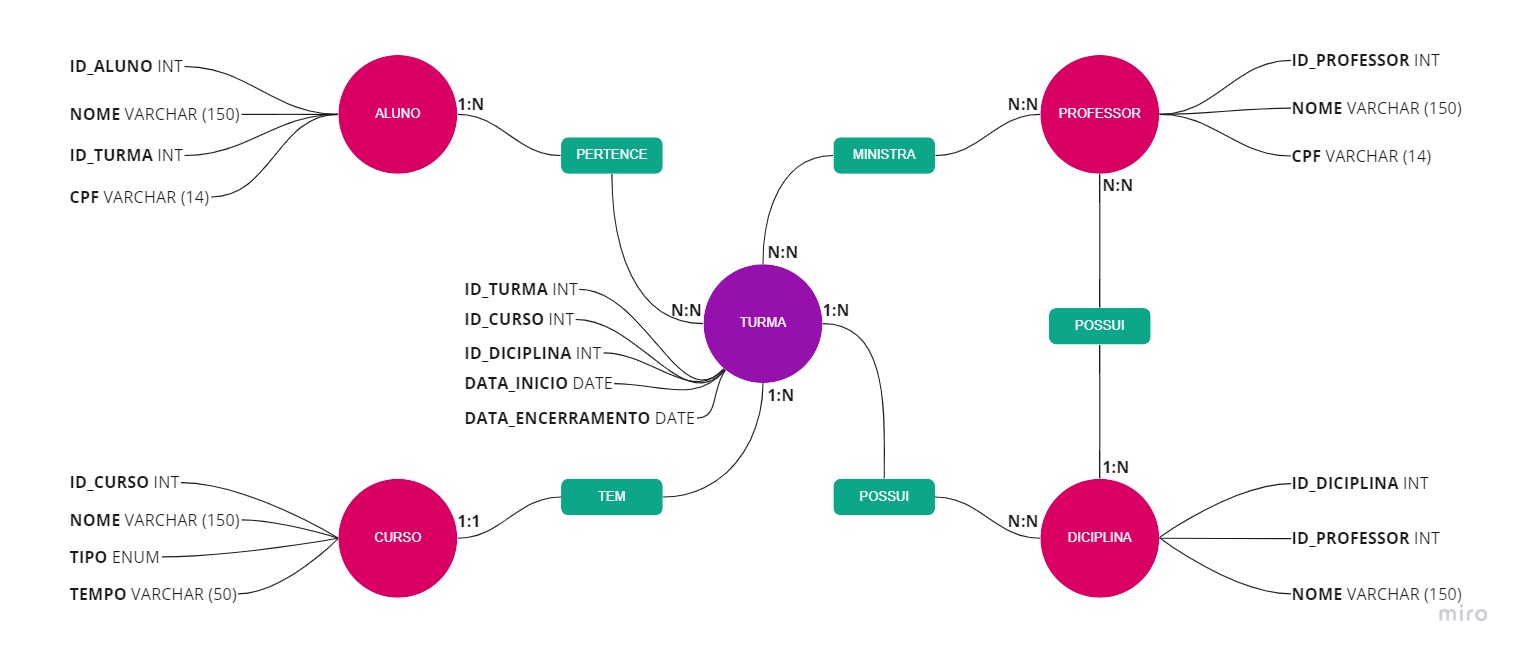 ID_ALUNO INT
NOME VARCHAR (150)
ID_TURMA INT
CPF VARCHAR (14)
ALUNO
1:N
PERTENCE
MINISTRA
N:N
PROFESSOR
ID_PROFESSOR INT
NOME VARCHAR (150)
CPF VARCHAR (14)
N:N
N:N
N:N
TURMA
1:N
1:N
ID_TURMA INT
ID_CURSO INT
ID_DICIPLINA INT
DATA_INICIO DATE
DATA_ENCERRAMENTO DATE
POSSUI
ID_CURSO INT
NOME VARCHAR (150)
TIPO ENUM
TEMPO VARCHAR (50)
CURSO
1:1
TEM
POSSUI
N:N
1:N
DICIPLINA
ID_DICIPLINA INT
ID_PROFESSOR INT
NOME VARCHAR (150)
miro